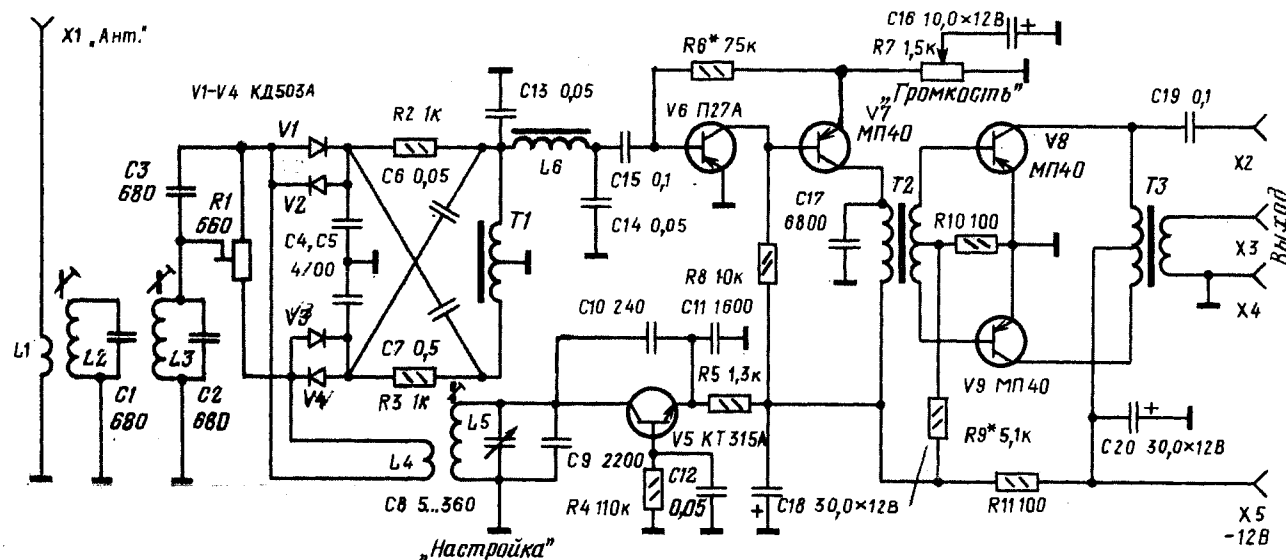 X1 „Ант."
C16 10,0×12В
+
R6* 75к
R7 1,5к
„Громкость"
V1–V4 КД503А
C13 0,05
C19 0,1
R2 1к
V6 П27А
V7
МП40
V8
МП40
V1
X2
C3
680
C6 0,05
L6
C15 0,1
V2
R1
660
T1
C14 0,05
C17
6800
T2
T3
R10 100
C4, C5
4700
X3
Выход
R8 10к
X4
V3
C10 240
C11 1600
L1
L2
L3
C7 0,5
R5 1,3к
V9 МП40
C1
680
C2
680
V4
R3 1к
L5
V5 КТ315А
R9* 5,1к
C20 30,0×12В
+
L4
C9 2200
C12
0,05
C8 5...360
R4 110к
+
C18 30,0×12В
R11 100
X5
-12В
„Настройка"